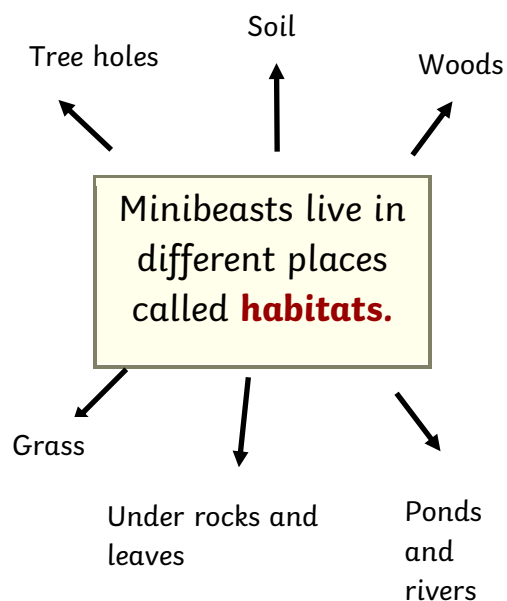 Soil
Tree holes
Woods
Minibeasts live in
different places
called habitats.
Grass
Under rocks and
leaves
Ponds
and
rivers